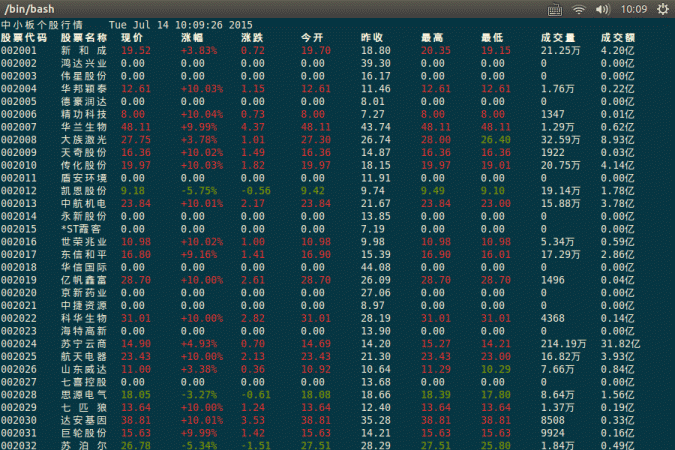 /bin/bash 10:09
中小板个股行情 Tue Jul 14 10:09:26 2015
股票代码 股票名称 现价 涨幅 涨跌 今开 昨收 最高 最低 成交量 成交额
002001 新 和 成 19.52 +3.83% 0.72 19.70 18.80 20.35 19.15 21.25万 4.20亿
002002 鸿达兴业 0.00 0.00 0.00 0.00 39.30 0.00 0.00 0.00 0.00亿
002003 伟星股份 0.00 0.00 0.00 0.00 16.17 0.00 0.00 0.00 0.00亿
002004 华邦颖泰 12.61 +10.03% 1.15 12.61 11.46 12.61 12.61 1.76万 0.22亿
002005 德豪润达 0.00 0.00 0.00 0.00 8.01 0.00 0.00 0.00 0.00亿
002006 精功科技 8.00 +10.04% 0.73 8.00 7.27 8.00 8.00 1347 0.01亿
002007 华兰生物 48.11 +9.99% 4.37 48.11 43.74 48.11 48.11 1.29万 0.62亿
002008 大族激光 27.75 +3.78% 1.01 27.30 26.74 28.00 26.40 32.59万 8.93亿
002009 天奇股份 16.36 +10.02% 1.49 16.36 14.87 16.36 16.36 1922 0.03亿
002010 传化股份 19.97 +10.03% 1.82 19.97 18.15 19.97 19.01 20.75万 4.14亿
002011 盾安环境 0.00 0.00 0.00 0.00 11.91 0.00 0.00 0.00 0.00亿
002012 凯恩股份 9.18 -5.75% -0.56 9.42 9.74 9.49 9.10 19.14万 1.78亿
002013 中航机电 23.84 +10.01% 2.17 23.84 21.67 23.84 23.00 15.88万 3.78亿
002014 永新股份 0.00 0.00 0.00 0.00 13.85 0.00 0.00 0.00 0.00亿
002015 *ST霞客 0.00 0.00 0.00 0.00 7.19 0.00 0.00 0.00 0.00亿
002016 世荣兆业 10.98 +10.02% 1.00 10.98 9.98 10.98 10.98 5.34万 0.59亿
002017 东信和平 16.80 +9.16% 1.41 16.90 15.39 16.90 16.01 17.29万 2.86亿
002018 华信国际 0.00 0.00 0.00 0.00 44.08 0.00 0.00 0.00 0.00亿
002019 亿帆鑫富 28.70 +10.00% 2.61 28.70 26.09 28.70 28.70 1496 0.04亿
002020 京新药业 0.00 0.00 0.00 0.00 27.06 0.00 0.00 0.00 0.00亿
002021 中捷资源 0.00 0.00 0.00 0.00 8.97 0.00 0.00 0.00 0.00亿
002022 科华生物 31.01 +10.00% 2.82 31.01 28.19 31.01 31.01 4368 0.14亿
002023 海特高新 0.00 0.00 0.00 0.00 13.90 0.00 0.00 0.00 0.00亿
002024 苏宁云商 14.90 +4.93% 0.70 14.69 14.20 15.27 14.21 214.19万 31.82亿
002025 航天电器 23.43 +10.00% 2.13 23.43 21.30 23.43 23.00 16.82万 3.93亿
002026 山东威达 11.00 +3.38% 0.36 10.92 10.64 11.29 10.29 7.66万 0.84亿
002027 七喜控股 0.00 0.00 0.00 0.00 13.68 0.00 0.00 0.00 0.00亿
002028 思源电气 18.05 -3.27% -0.61 18.08 18.66 18.39 17.80 8.64万 1.56亿
002029 七 匹 狼 13.64 +10.00% 1.24 13.64 12.40 13.64 13.64 1.37万 0.19亿
002030 达安基因 38.81 +10.01% 3.53 38.81 35.28 38.81 38.81 8508 0.33亿
002031 巨轮股份 15.63 +9.99% 1.42 15.63 14.21 15.63 15.63 9924 0.16亿
002032 苏 泊 尔 26.78 -5.34% -1.51 27.51 28.29 27.51 25.80 1.84万 0.49亿